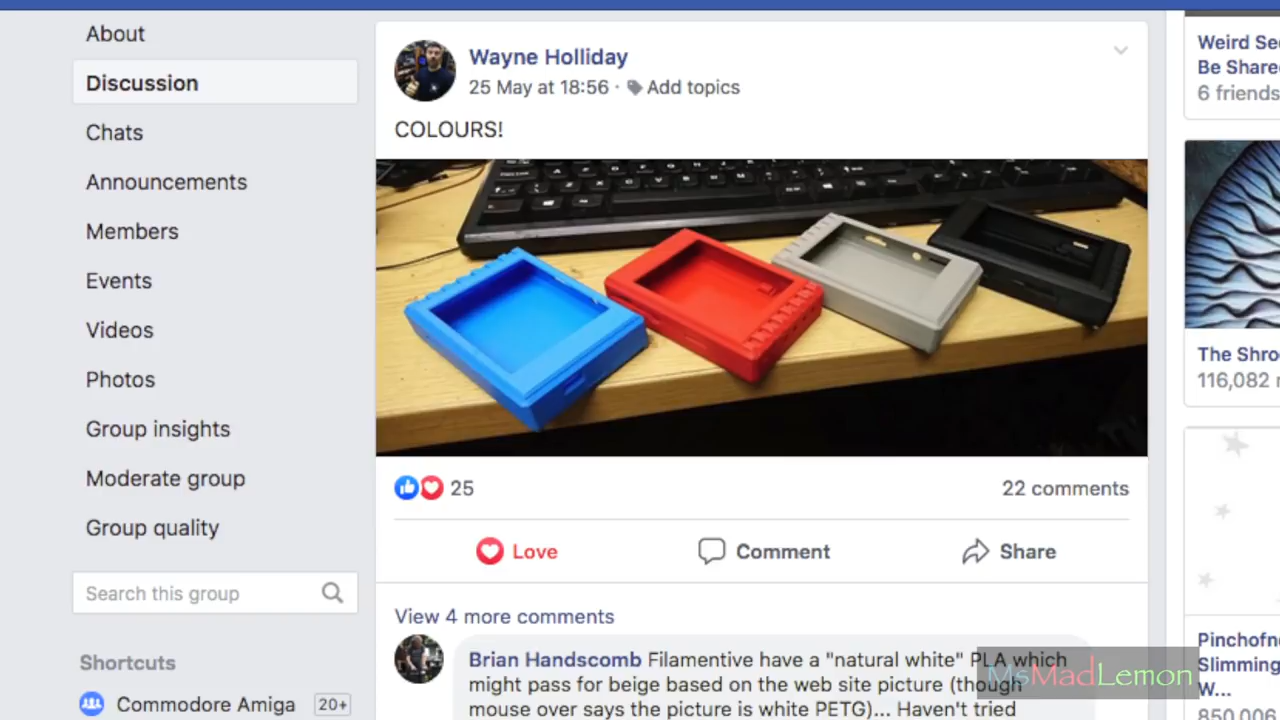 About
Discussion
Chats
Announcements
Members
Events
Videos
Photos
Group insights
Moderate group
Group quality
Search this group
Shortcuts
Commodore Amiga 20+
Wayne Holliday
25 May at 18:56 · Add topics
COLOURS!
25
22 comments
Love
Comment
Share
View 4 more comments
Brian Handscomb Filamentive have a "natural white" PLA which
might pass for beige based on the web site picture (though
mouse over says the picture is white PETG)... Haven't tried
MsMadLemon
Weird Se
Be Share
6 friends
The Shro
116,082
Pinchofn
Slimming
W...
850,006